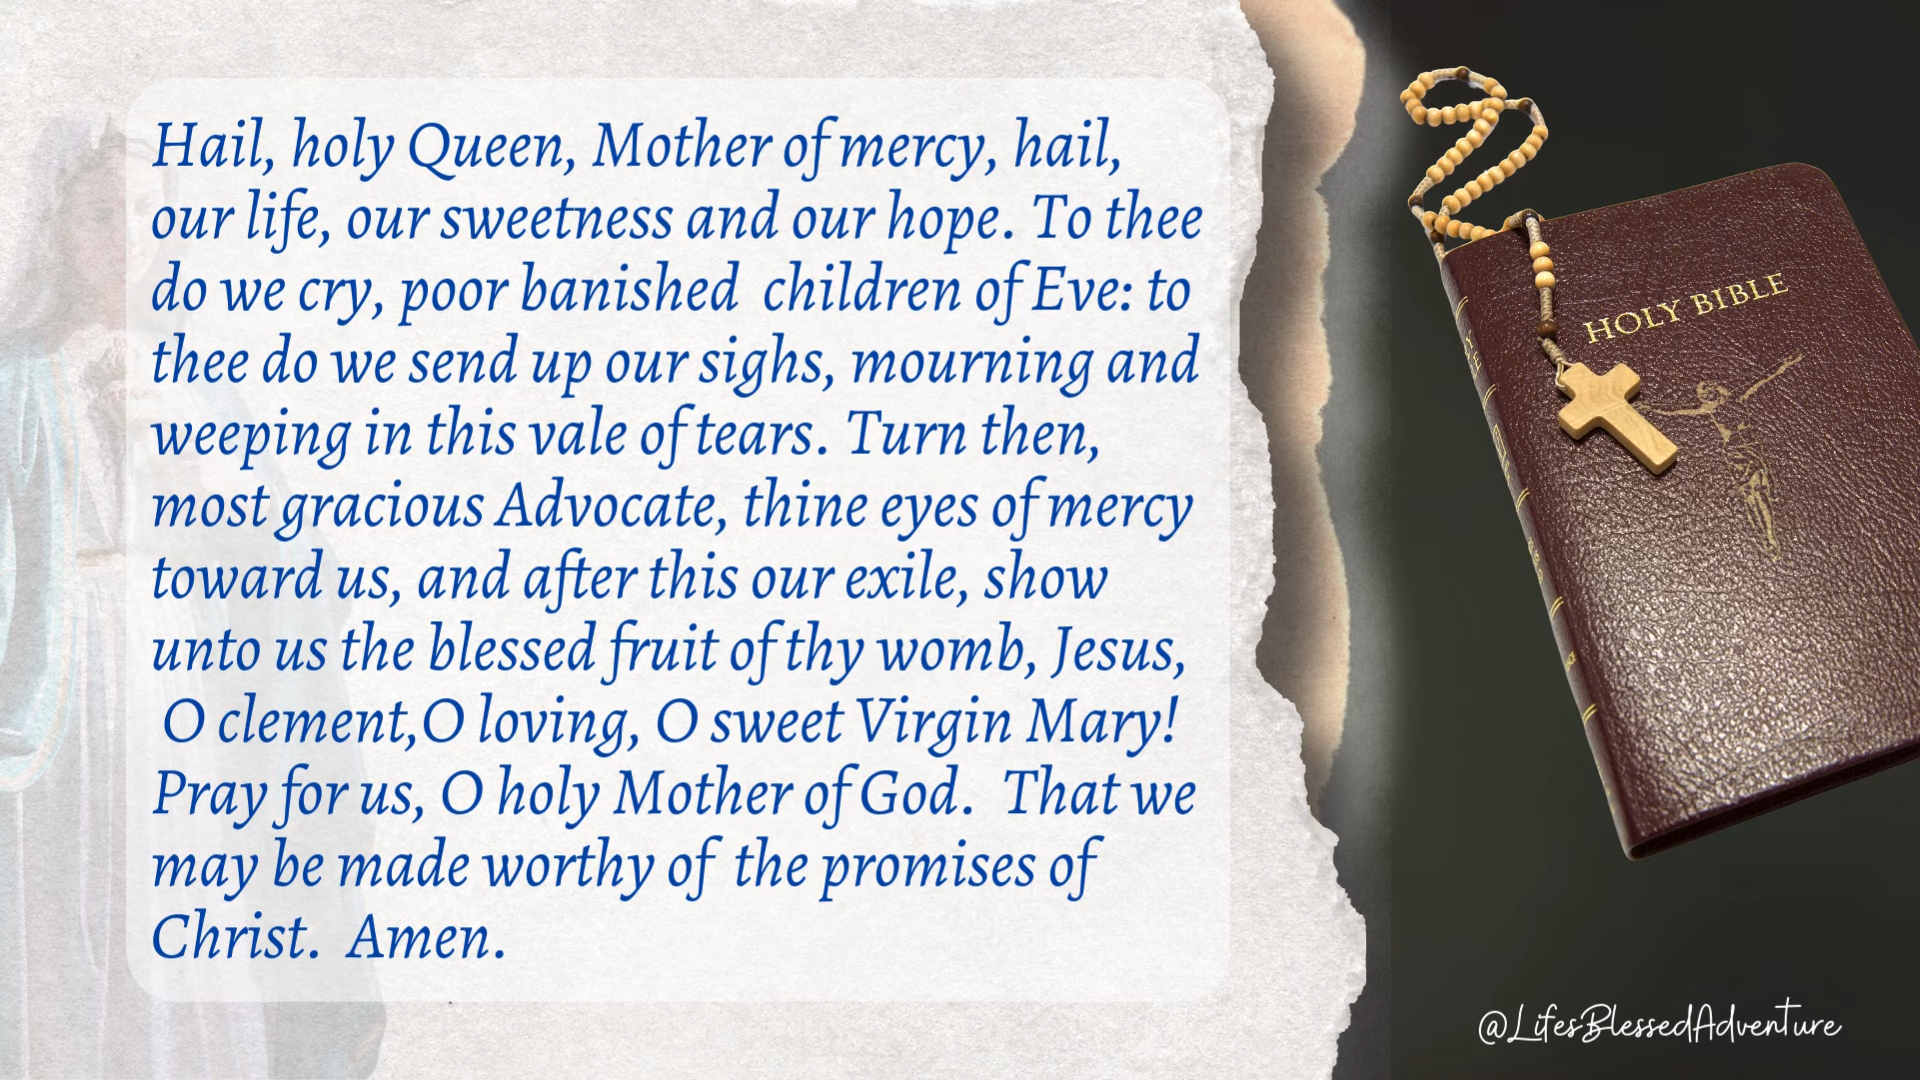 Hail, holy Queen, Mother of mercy, hail,
our life, our sweetness and our hope. To thee
do we cry, poor banished children of Eve: to
thee do we send up our sighs, mourning and
weeping in this vale of tears. Turn then,
most gracious Advocate, thine eyes of mercy
toward us, and after this our exile, show
unto us the blessed fruit of thy womb, Jesus,
O clement,O loving, O sweet Virgin Mary!
Pray for us, O holy Mother of God. That we
may be made worthy of the promises of
Christ. Amen.
HOLY BIBLE
@LifesBlessedAdventure